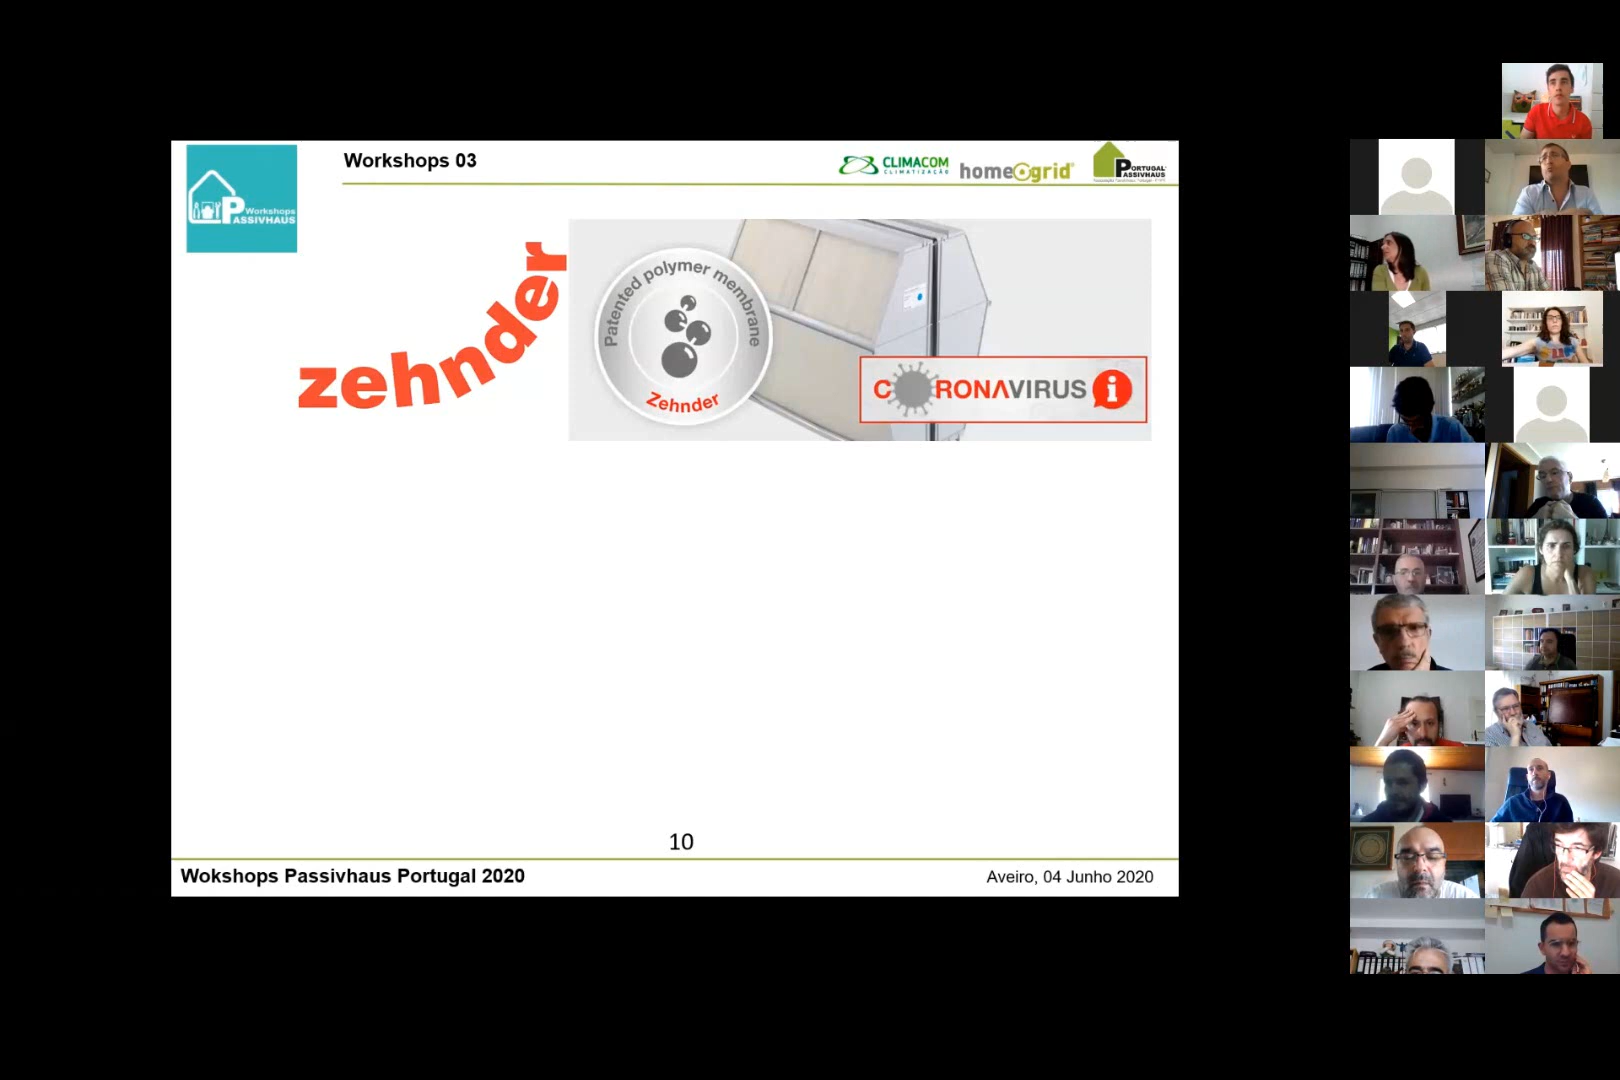 Workshops 03
Workshops
PASSIVHAUS
CLIMACOM
CLIMATIZAÇÃO
homegrid
PORTUGAL
PASSIVHAUS
zehnder
Patented polymer membrane
Zehnder
CORONAVIRUS i
10
Wokshops Passivhaus Portugal 2020
Aveiro, 04 Junho 2020